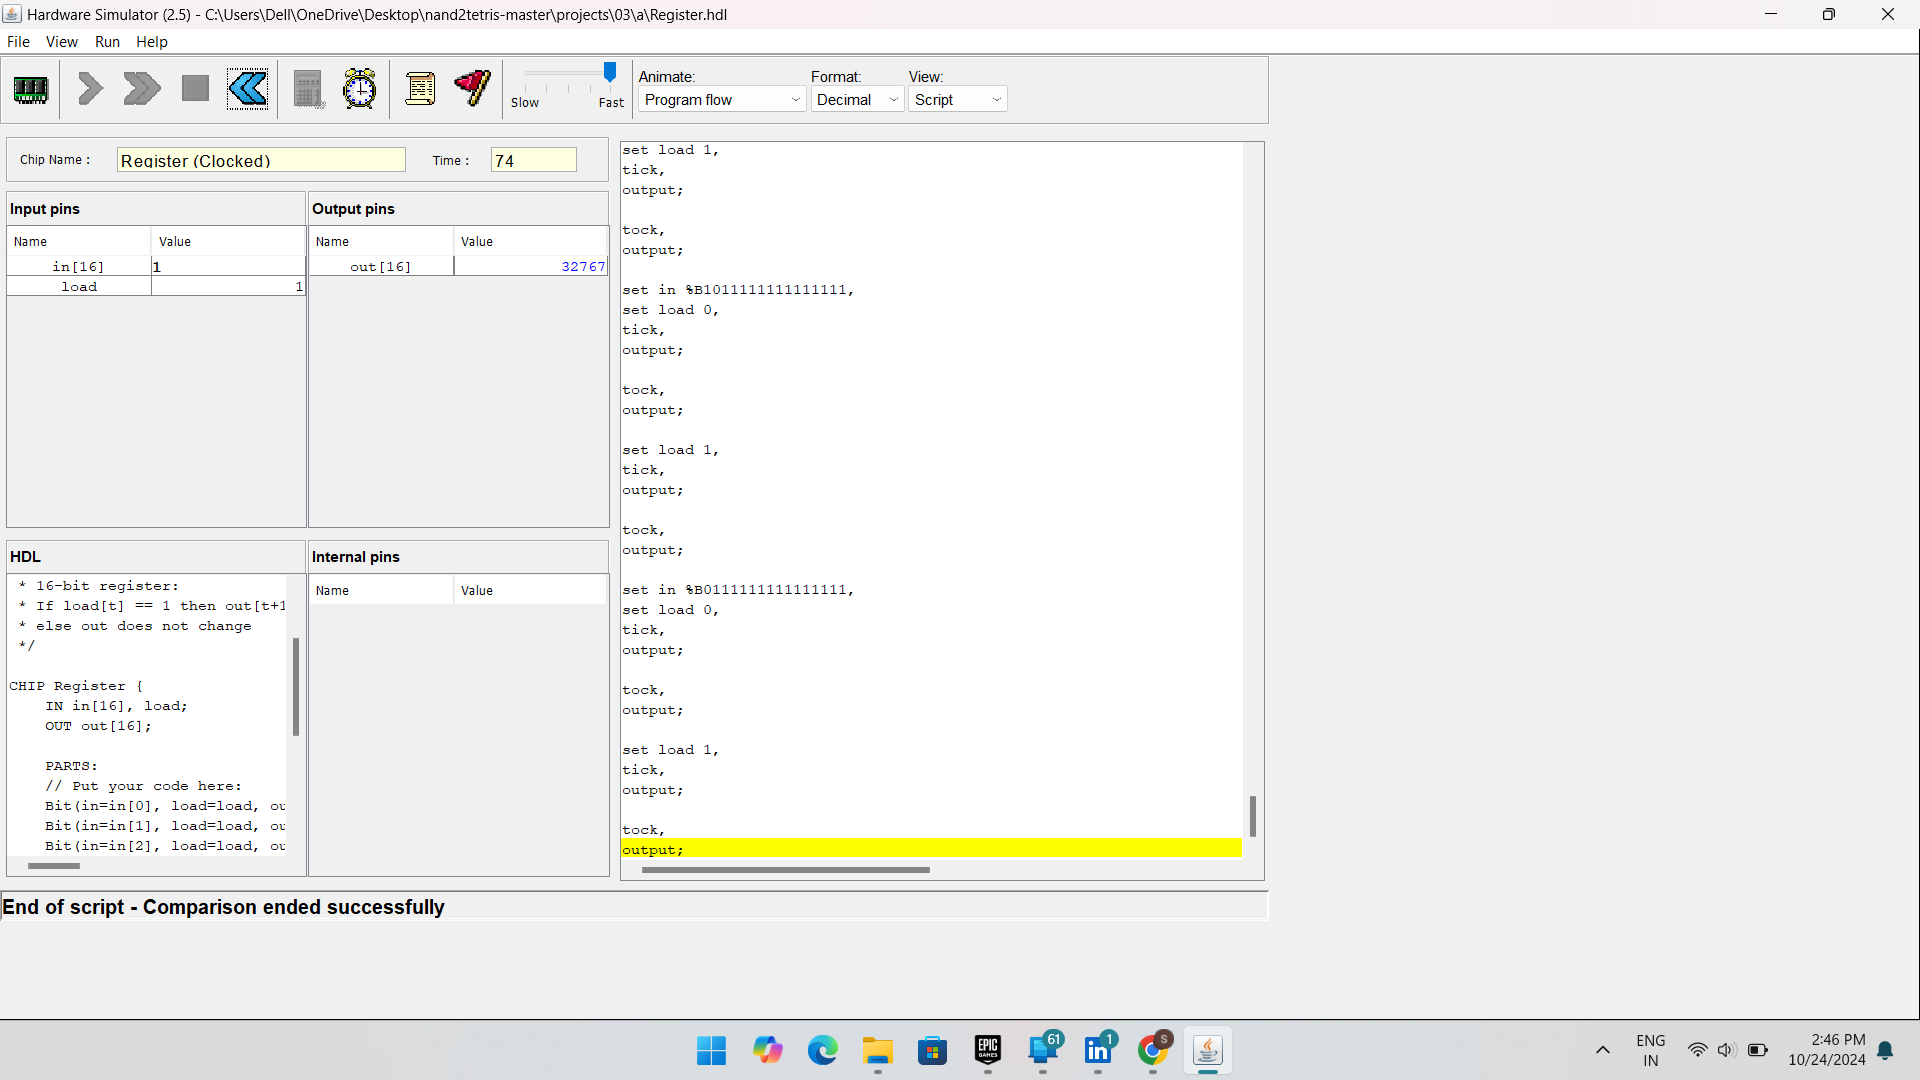 Hardware Simulator (2.5) - C:\Users\Dell\OneDrive\Desktop\nand2tetris-master\projects\03\a\Register.hdl
File View Run Help
Slow Fast
Animate: Format: View:
Program flow Decimal Script
Chip Name : Register (Clocked) Time : 74
Input pins
Name Value
in[16] 1
load 1
Output pins
Name Value
out[16] 32767
HDL
* 16-bit register:
* If load[t] == 1 then out[t+1
* else out does not change
*/
CHIP Register {
IN in[16], load;
OUT out[16];
PARTS:
// Put your code here:
Bit(in=in[0], load=load, ou
Bit(in=in[1], load=load, ou
Bit(in=in[2], load=load, ou
Internal pins
Name Value
set load 1,
tick,
output;
tock,
output;
set in %B1011111111111111,
set load 0,
tick,
output;
tock,
output;
set load 1,
tick,
output;
tock,
output;
set in %B0111111111111111,
set load 0,
tick,
output;
tock,
output;
set load 1,
tick,
output;
tock,
output;
End of script - Comparison ended successfully
EPIC GAMES
61
in 1
S
ENG
IN
2:46 PM
10/24/2024